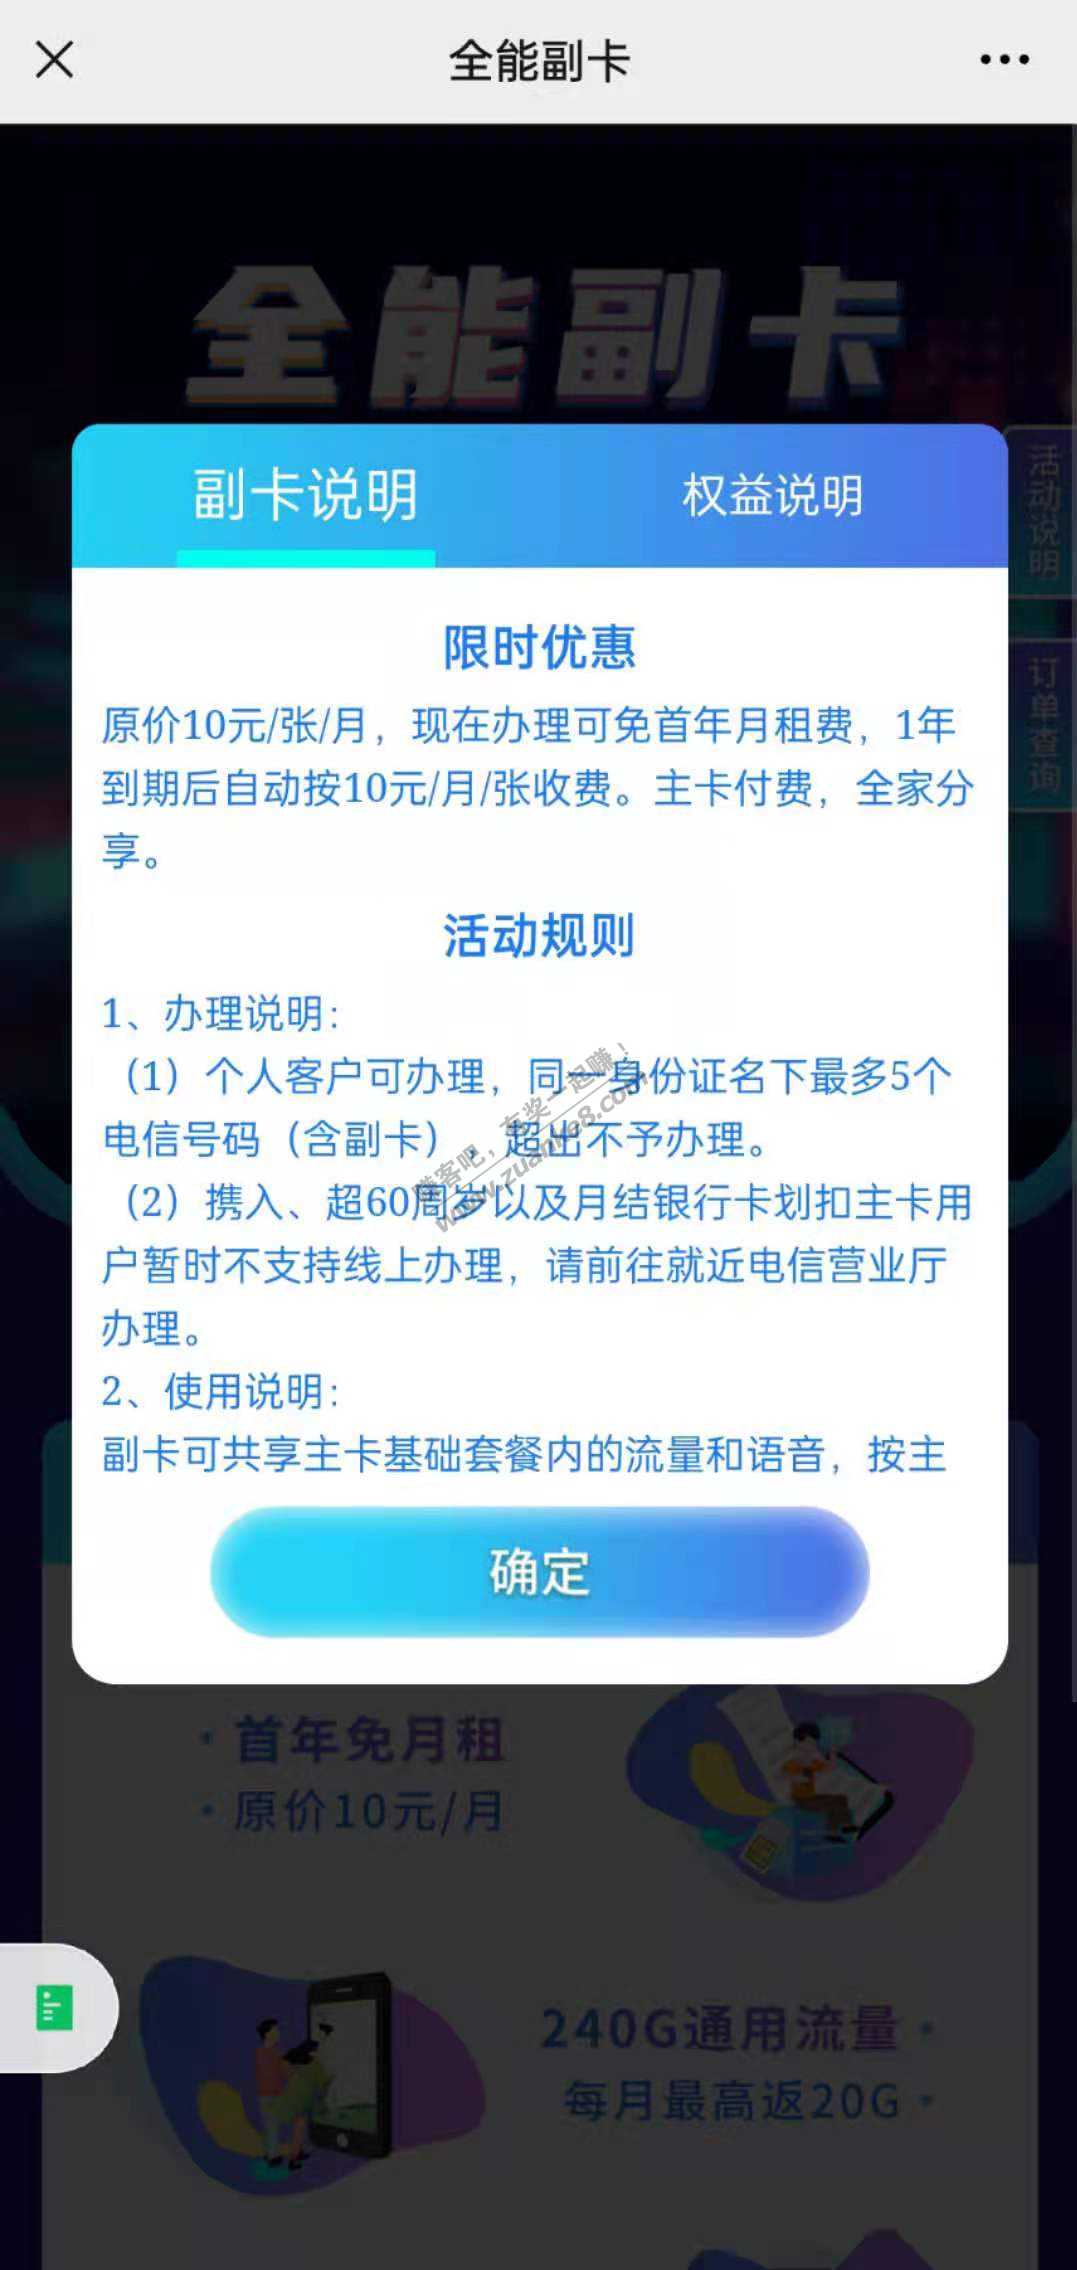 全能副卡
全能副卡
副卡说明
权益说明
活动说明
订单查询
限时优惠
原价10元/张/月，现在办理可免首年月租费，1年
到期后自动按10元/月/张收费。主卡付费，全家分
享。
活动规则
1、办理说明：
（1）个人客户可办理，同一身份证名下最多5个
电信号码（含副卡），超出不予办理。
（2）携入、超60周岁以及月结银行卡划扣主卡用
户暂时不支持线上办理，请前往就近电信营业厅
办理。
2、使用说明：
副卡可共享主卡基础套餐内的流量和语音，按主
赚客吧，有奖一起赚！
www.zuanke8.com
确定
·首年免月租
·原价10元/月
240G通用流量·
每月最高返20G·